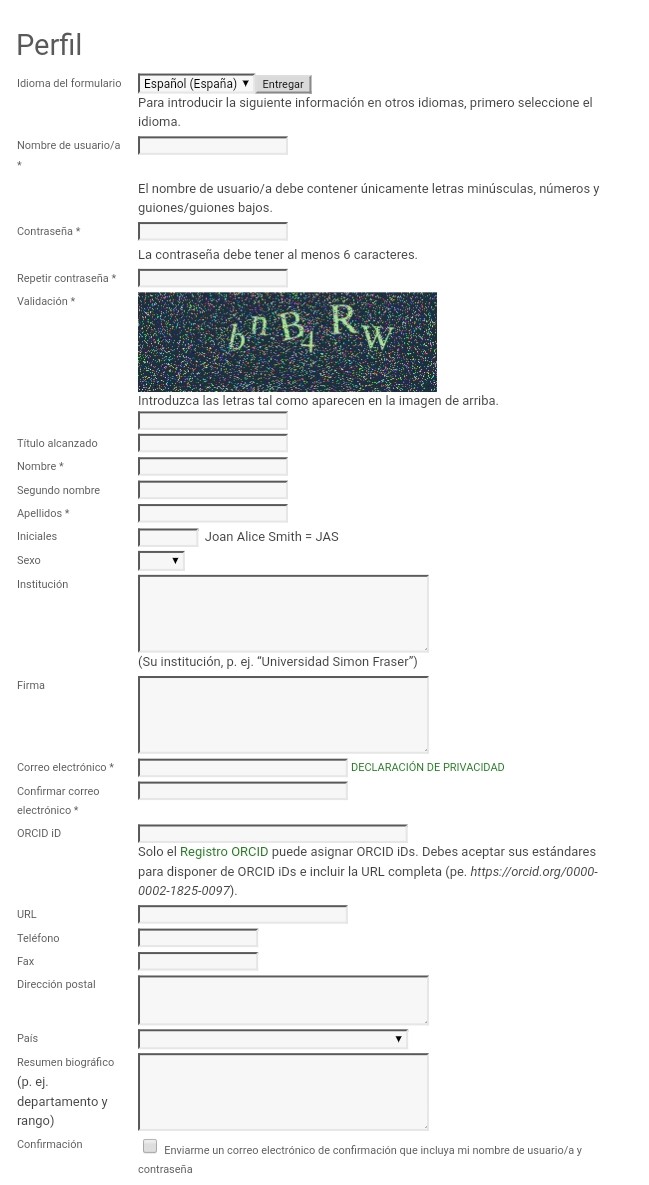 Perfil
Idioma del formulario
Español (España) Entregar
Para introducir la siguiente información en otros idiomas, primero seleccione el
idioma.
Nombre de usuario/a
*
El nombre de usuario/a debe contener únicamente letras minúsculas, números y
guiones/guiones bajos.
Contraseña *
La contraseña debe tener al menos 6 caracteres.
Repetir contraseña *
Validación *
Introduzca las letras tal como aparecen en la imagen de arriba.
Título alcanzado
Nombre *
Segundo nombre
Apellidos *
Iniciales
Joan Alice Smith = JAS
Sexo
Institución
(Su institución, p. ej. “Universidad Simon Fraser”)
Firma
Correo electrónico *
DECLARACIÓN DE PRIVACIDAD
Confirmar correo
electrónico *
ORCID iD
Solo el Registro ORCID puede asignar ORCID iDs. Debes aceptar sus estándares
para disponer de ORCID iDs e incluir la URL completa (pe. https://orcid.org/0000-
0002-1825-0097).
URL
Teléfono
Fax
Dirección postal
País
Resumen biográfico
(p. ej.
departamento y
rango)
Confirmación
Enviarme un correo electrónico de confirmación que incluya mi nombre de usuario/a y
contraseña